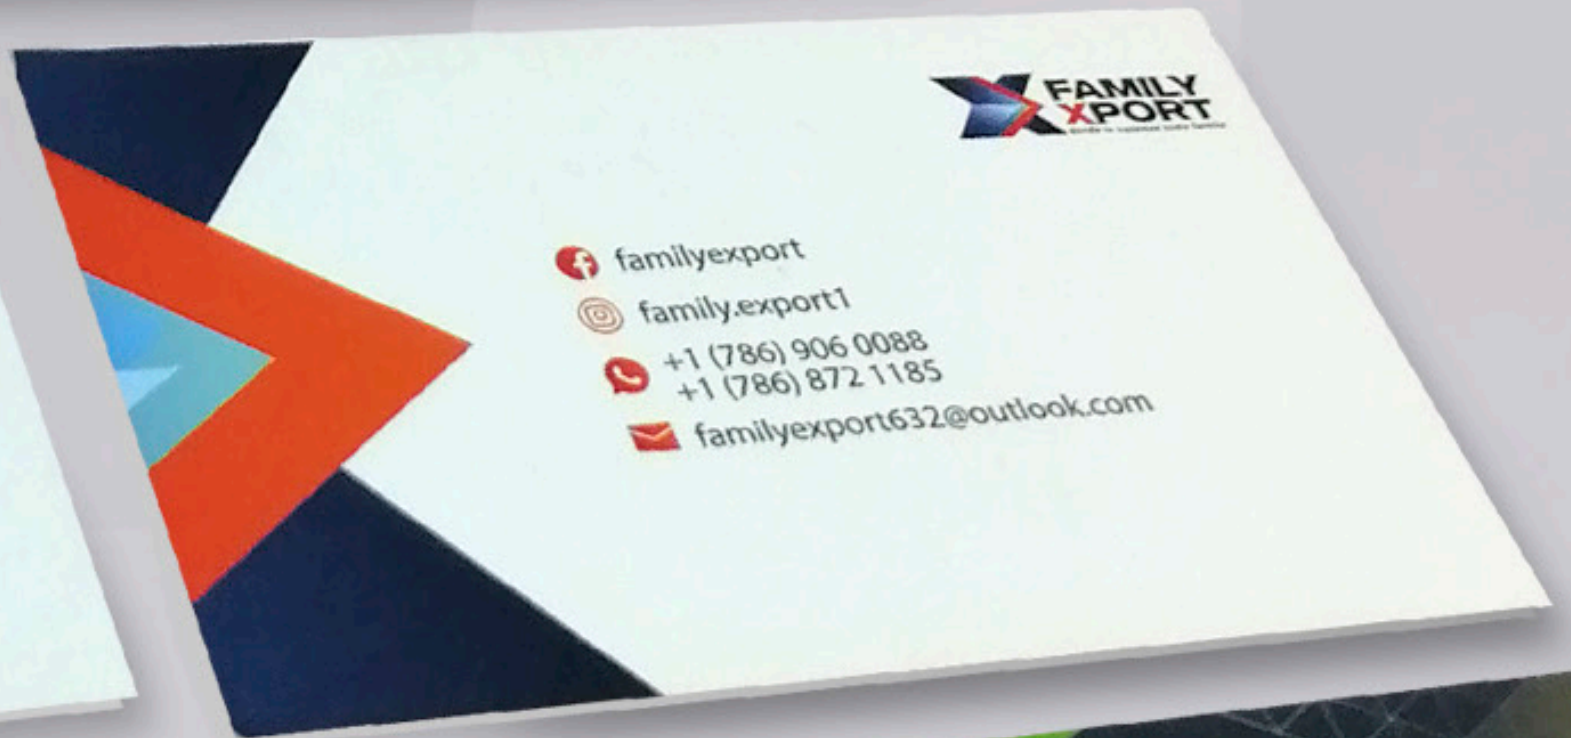 FAMILY
XPORT
familyexport
family.export1
+1 (786) 906 0088
+1 (786) 872 1185
familyexport632@outlook.com